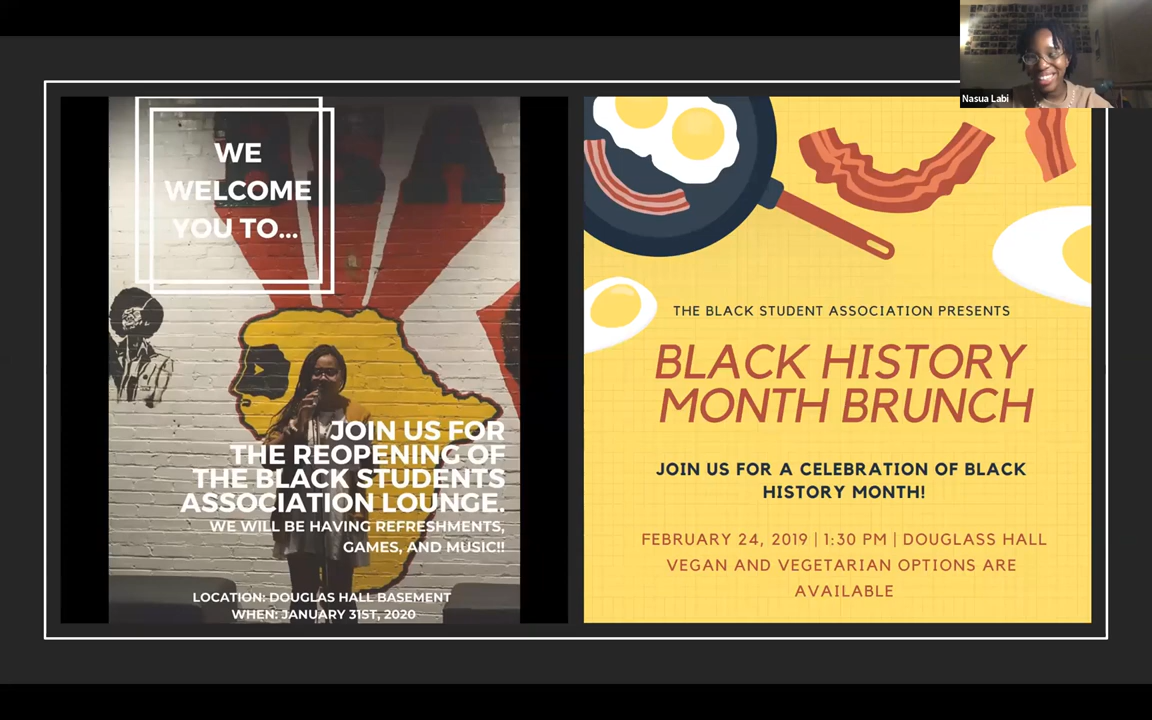 WE
WELCOME
YOU TO...
JOIN US FOR
THE REOPENING OF
THE BLACK STUDENTS
ASSOCIATION LOUNGE.
WE WILL BE HAVING REFRESHMENTS,
GAMES, AND MUSIC!!
LOCATION: DOUGLAS HALL BASEMENT
WHEN: JANUARY 31ST, 2020
THE BLACK STUDENT ASSOCIATION PRESENTS
BLACK HISTORY
MONTH BRUNCH
JOIN US FOR A CELEBRATION OF BLACK
HISTORY MONTH!
FEBRUARY 24, 2019 | 1:30 PM | DOUGLASS HALL
VEGAN AND VEGETARIAN OPTIONS ARE
AVAILABLE
Nasua Labi